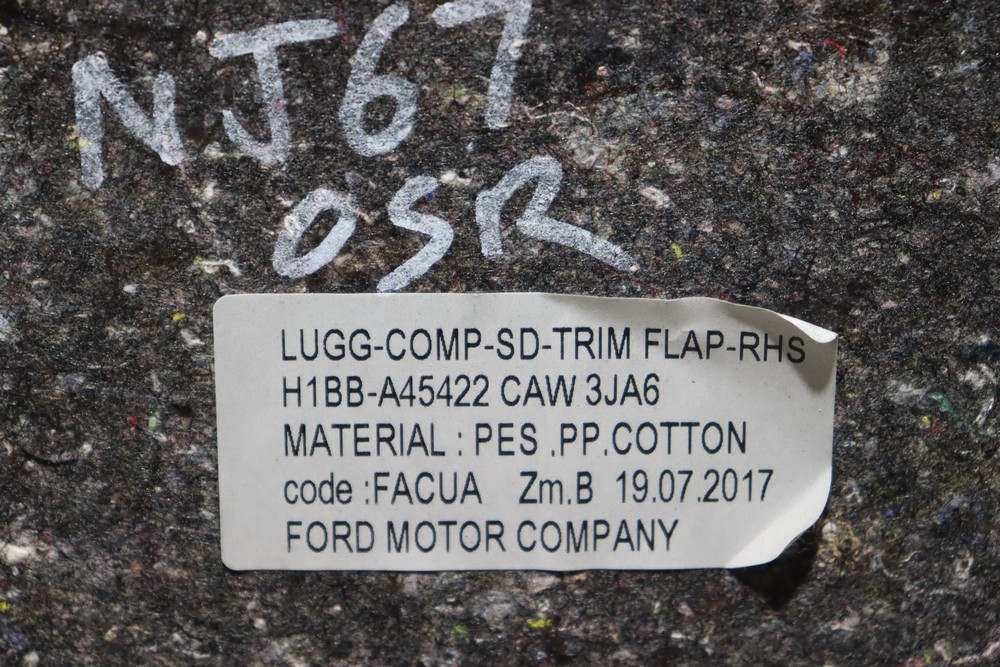 NJ67
OSR
LUGG-COMP-SD-TRIM FLAP-RHS
H1BB-A45422 CAW 3JA6
MATERIAL : PES .PP.COTTON
code :FACUA Zm.B 19.07.2017
FORD MOTOR COMPANY